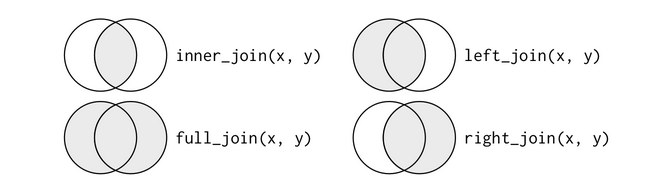 inner_join(x, y)
left_join(x, y)
full_join(x, y)
right_join(x, y)